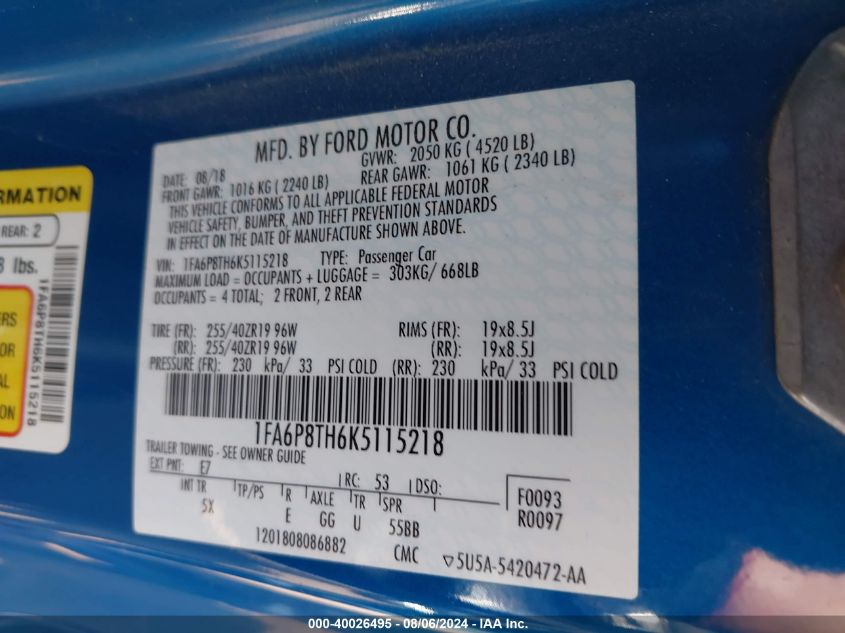 RMATION
REAR: 2
8 lbs.
1FA6P8TH6K5115218
MFD. BY FORD MOTOR CO.
DATE: 08/18 GVWR: 2050 KG ( 4520 LB)
FRONT GAWR: 1016 KG ( 2240 LB) REAR GAWR: 1061 KG ( 2340 LB)
THIS VEHICLE CONFORMS TO ALL APPLICABLE FEDERAL MOTOR
VEHICLE SAFETY, BUMPER, AND THEFT PREVENTION STANDARDS
IN EFFECT ON THE DATE OF MANUFACTURE SHOWN ABOVE.
VIN: 1FA6P8TH6K5115218 TYPE: Passenger Car
MAXIMUM LOAD = OCCUPANTS + LUGGAGE = 303KG/ 668LB
OCCUPANTS = 4 TOTAL; 2 FRONT, 2 REAR
TIRE (FR): 255/40ZR19 96W RIMS (FR): 19x8.5J
(RR): 255/40ZR19 96W (RR): 19x8.5J
PRESSURE (FR): 230 kPa/ 33 PSI COLD (RR): 230 kPa/ 33 PSI COLD
1FA6P8TH6K5115218
TRAILER TOWING - SEE OWNER GUIDE
EXT PNT: E7 RC: 53 DSO:
INT TR TP/PS R AXLE TR SPR
5X E GG U 55BB
F0093
R0097
1201808086882 CMC 5U5A-5420472-AA
ERS
OR
AL
ON
000-40026495 - 08/06/2024 - IAA Inc.